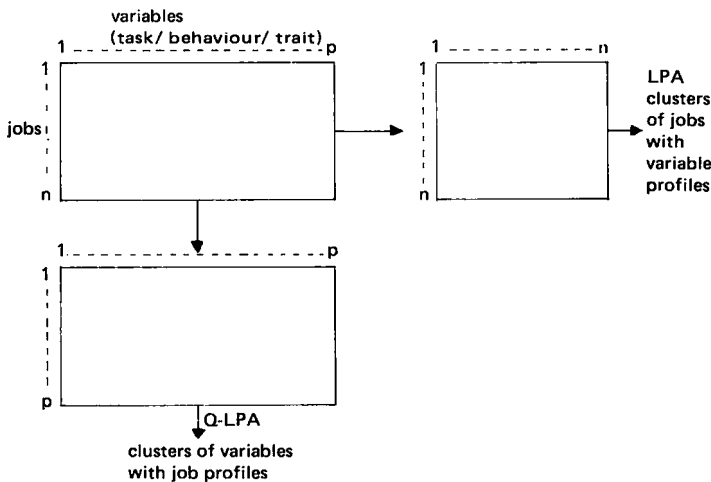 variables
(task/ behaviour/ trait)
1 p
1
jobs
n
1 n
1
n
LPA
clusters
of jobs
with
variable
profiles
1 p
1
p
Q-LPA
clusters of variables
with job profiles